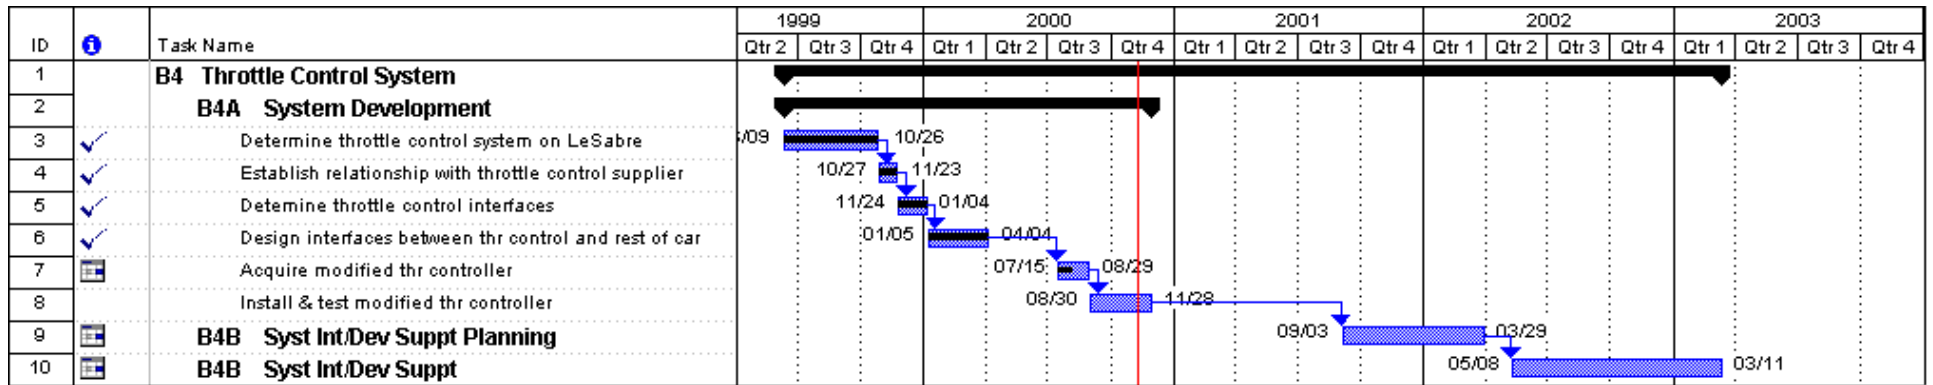 1999 2000 2001 2002 2003
ID Task Name Qtr 2 Qtr 3 Qtr 4 Qtr 1 Qtr 2 Qtr 3 Qtr 4 Qtr 1 Qtr 2 Qtr 3 Qtr 4 Qtr 1 Qtr 2 Qtr 3 Qtr 4 Qtr 1 Qtr 2 Qtr 3 Qtr 4
1 B4 Throttle Control System
2 B4A System Development
3 Determine throttle control system on LeSabre /09 10/26
4 Establish relationship with throttle control supplier 10/27 11/23
5 Detemine throttle control interfaces 11/24 01/04
6 Design interfaces between thr control and rest of car 01/05 04/04
7 Acquire modified thr controller 07/15 08/29
8 Install & test modified thr controller 08/30 11/28
9 B4B Syst Int/Dev Suppt Planning 09/03 03/29
10 B4B Syst Int/Dev Suppt 05/08 03/11